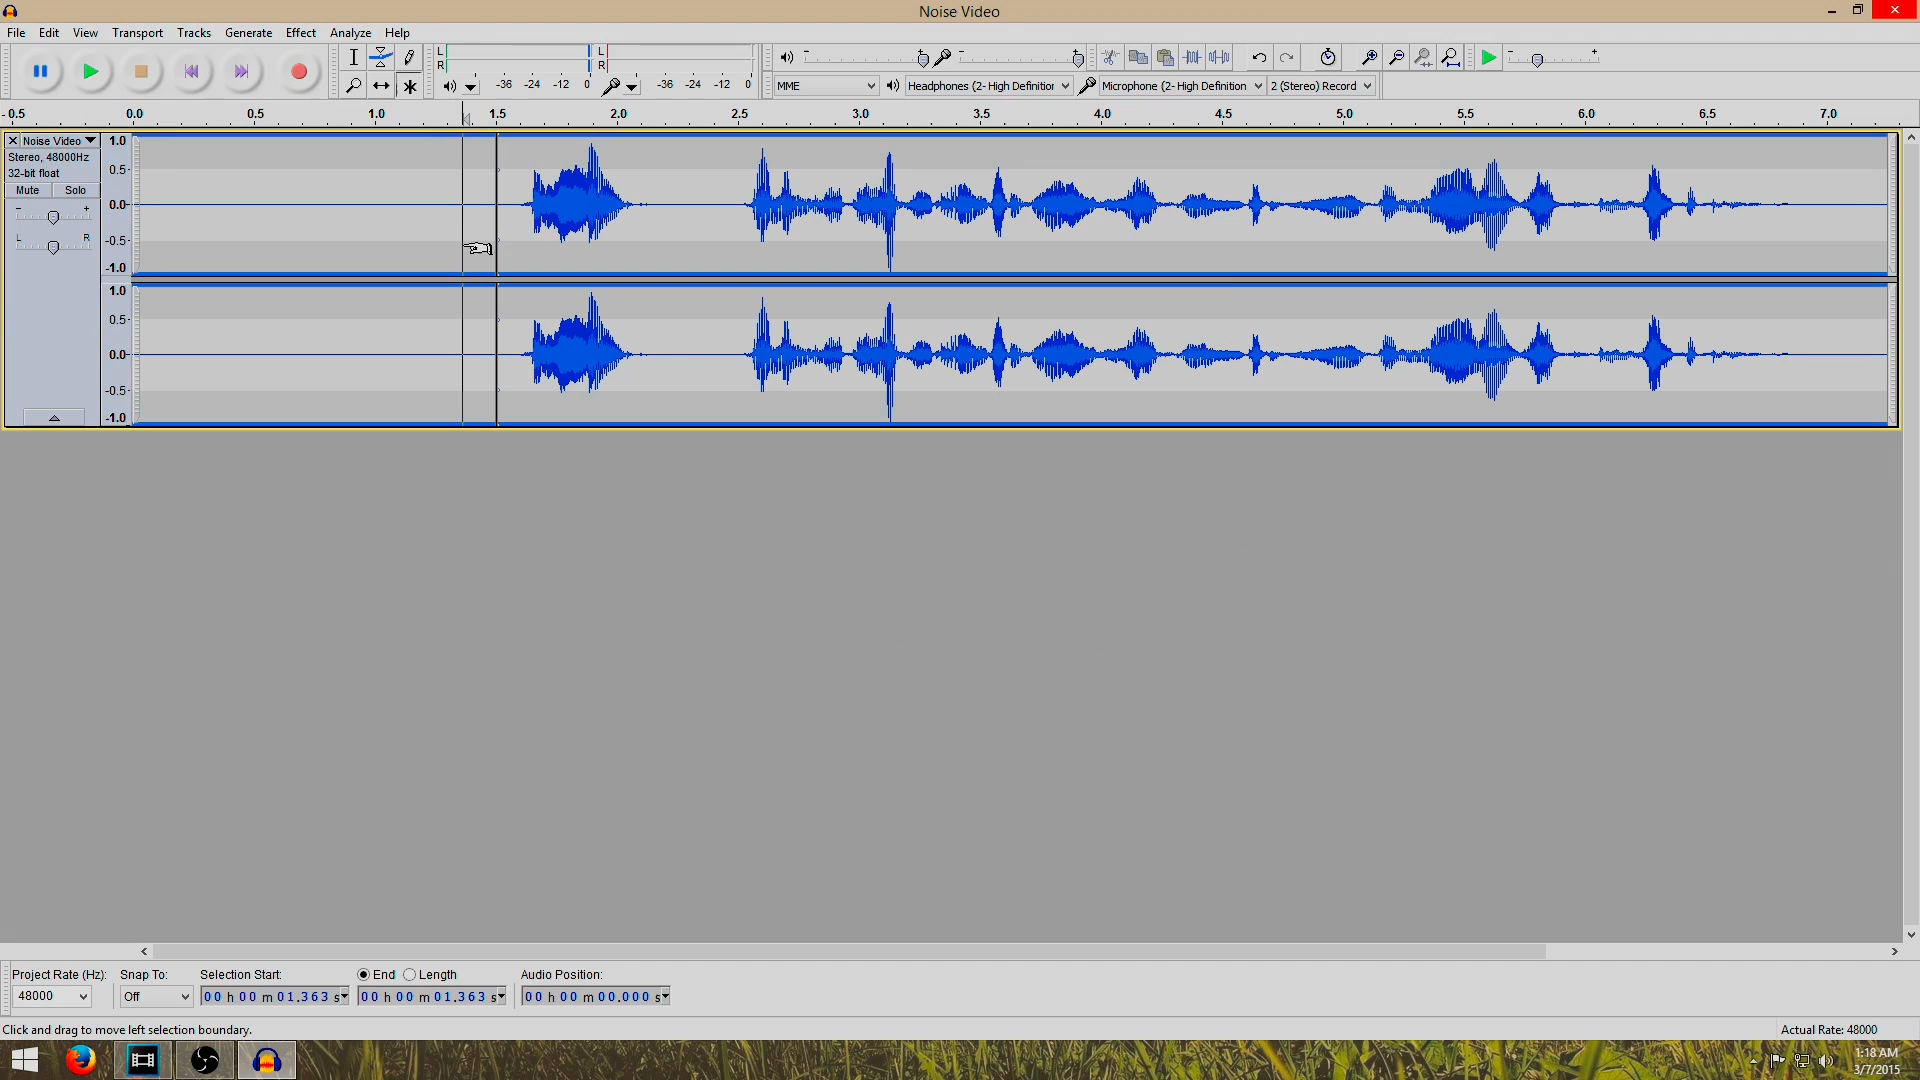 Noise Video
File Edit View Transport Tracks Generate Effect Analyze Help
L R L R
-36 -24 -12 0 -36 -24 -12 0
MME Headphones (2- High Definition Microphone (2- High Definition 2 (Stereo) Record
-0.5 0.0 0.5 1.0 1.5 2.0 2.5 3.0 3.5 4.0 4.5 5.0 5.5 6.0 6.5 7.0
Noise Video
Stereo, 48000Hz
32-bit float
Mute Solo
- +
L R
1.0
0.5
0.0
-0.5
-1.0
1.0
0.5
0.0
-0.5
-1.0
Project Rate (Hz): Snap To: Selection Start: End Length Audio Position:
48000 Off 00 h 00 m 01.363 s 00 h 00 m 01.363 s 00 h 00 m 00.000 s
Click and drag to move left selection boundary. Actual Rate: 48000
1:18 AM
3/7/2015